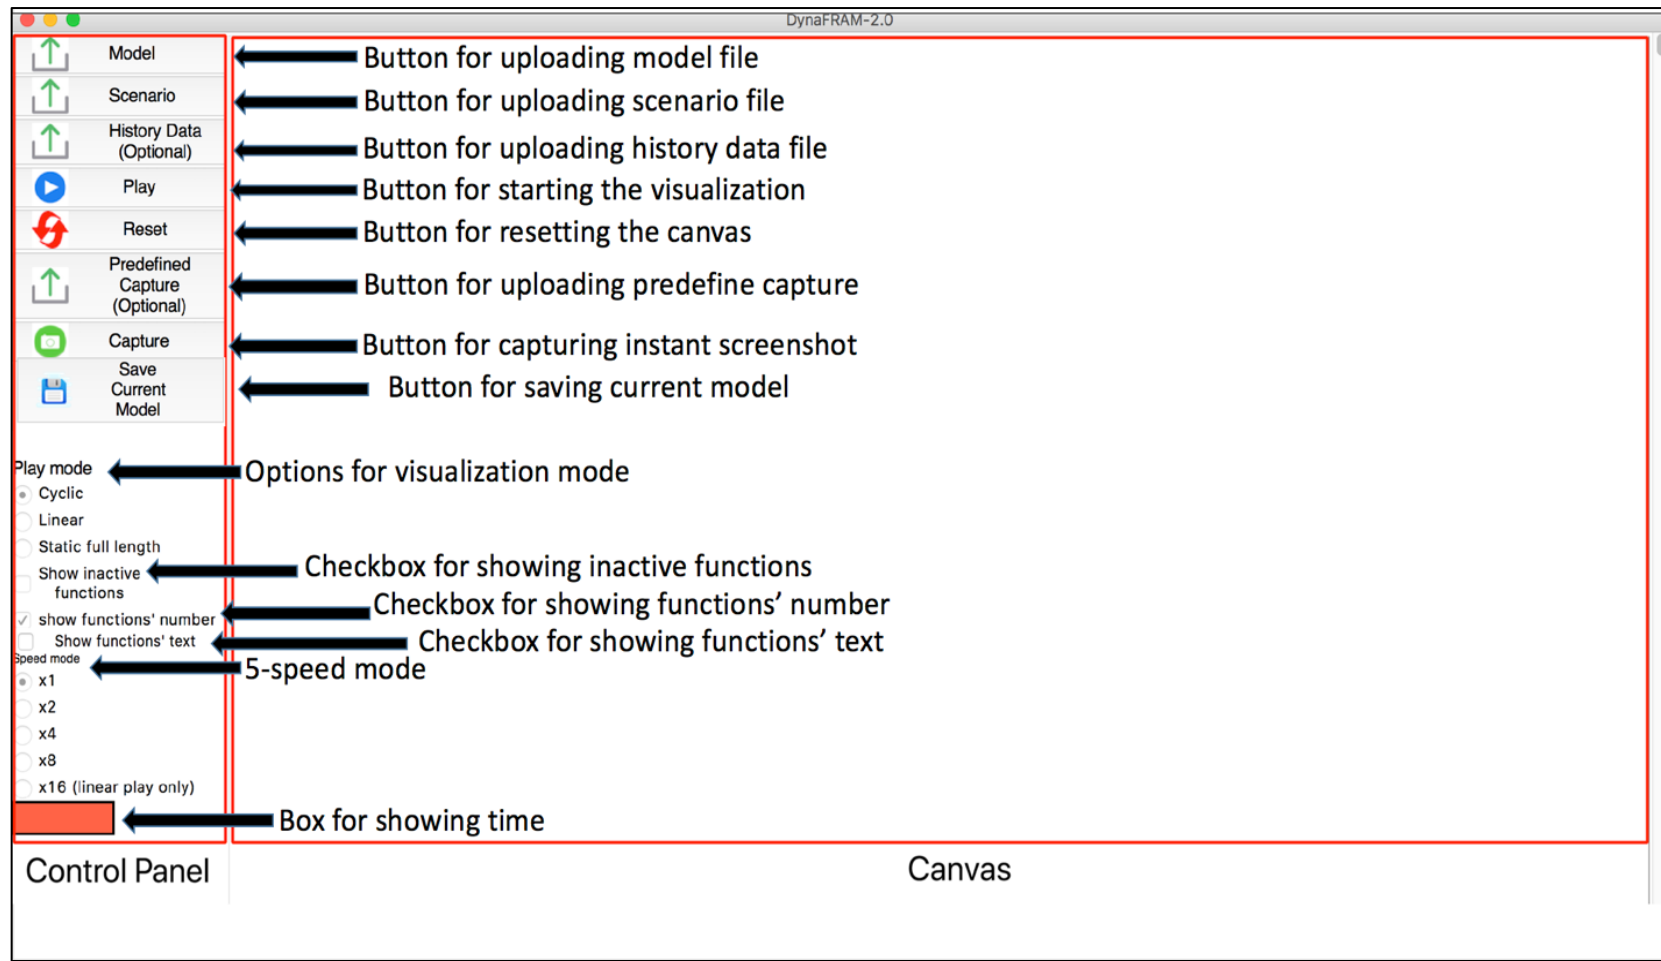 DynaFRAM-2.0
Model
Button for uploading model file
Scenario
Button for uploading scenario file
History Data
(Optional)
Button for uploading history data file
Play
Button for starting the visualization
Reset
Button for resetting the canvas
Predefined
Capture
(Optional)
Button for uploading predefine capture
Capture
Button for capturing instant screenshot
Save
Current
Model
Button for saving current model
Play mode
Options for visualization mode
Cyclic
Linear
Static full length
Show inactive
functions
Checkbox for showing inactive functions
show functions' number
Checkbox for showing functions’ number
Show functions' text
Checkbox for showing functions’ text
Speed mode
5-speed mode
x1
x2
x4
x8
x16 (linear play only)
Box for showing time
Control Panel
Canvas